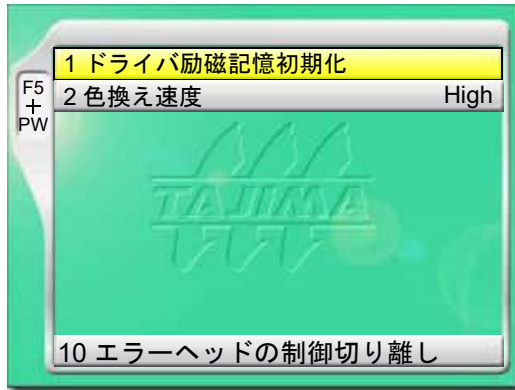 1 ドライバ励磁記憶初期化
F5
+
PW
2 色換え速度 High
TAJIMA
10 エラーヘッドの制御切り離し